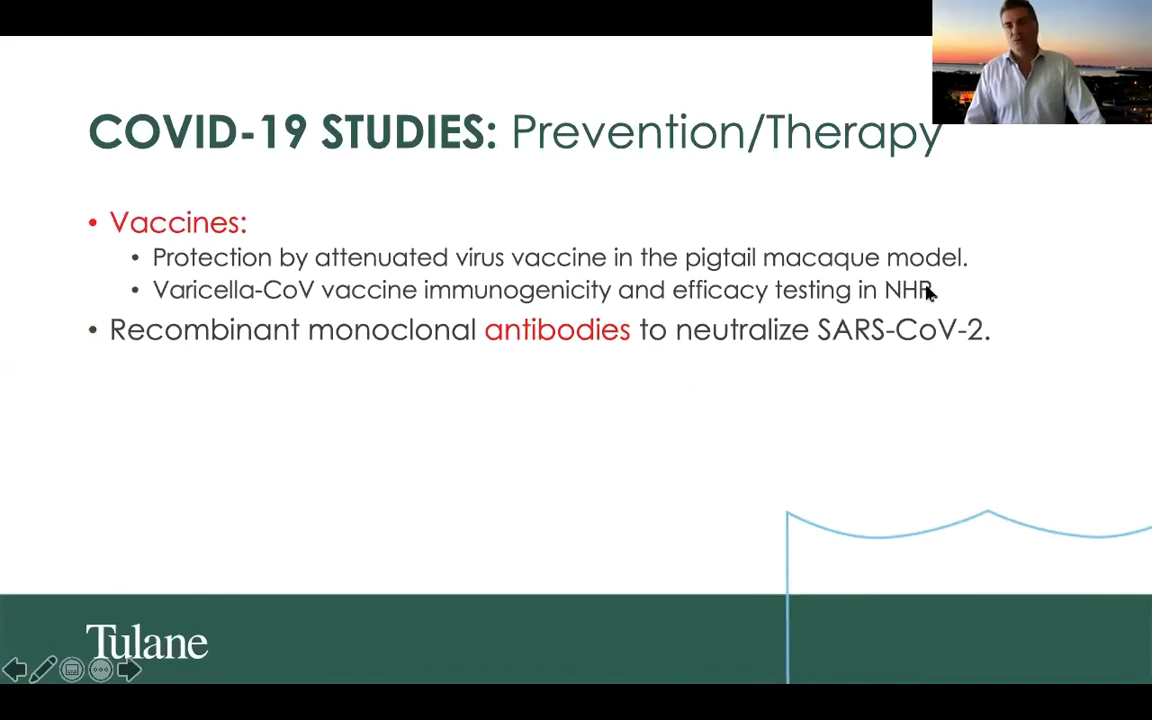 COVID-19 STUDIES: Prevention/Therapy
• Vaccines:
• Protection by attenuated virus vaccine in the pigtail macaque model.
• Varicella-CoV vaccine immunogenicity and efficacy testing in NHP.
• Recombinant monoclonal antibodies to neutralize SARS-CoV-2.
Tulane